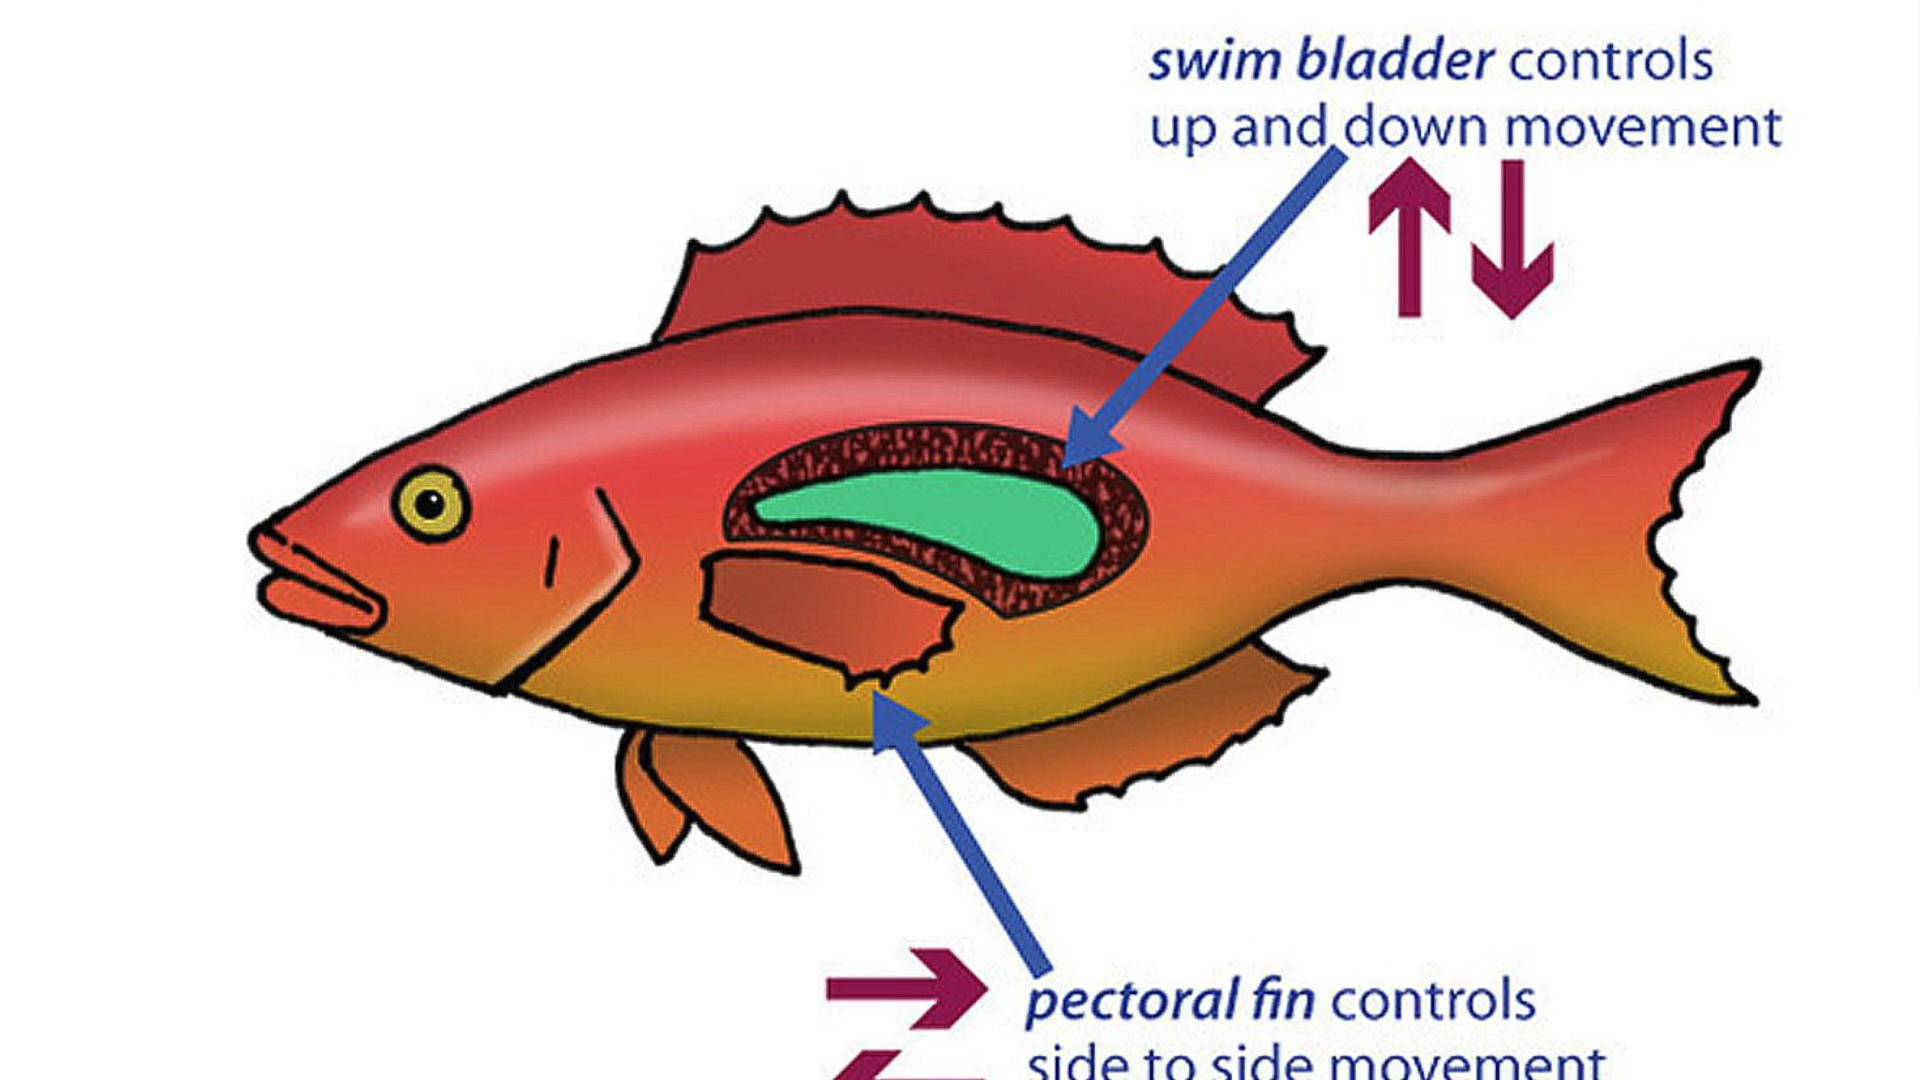 swim bladder controls
up and down movement
pectoral fin controls
side to side movement